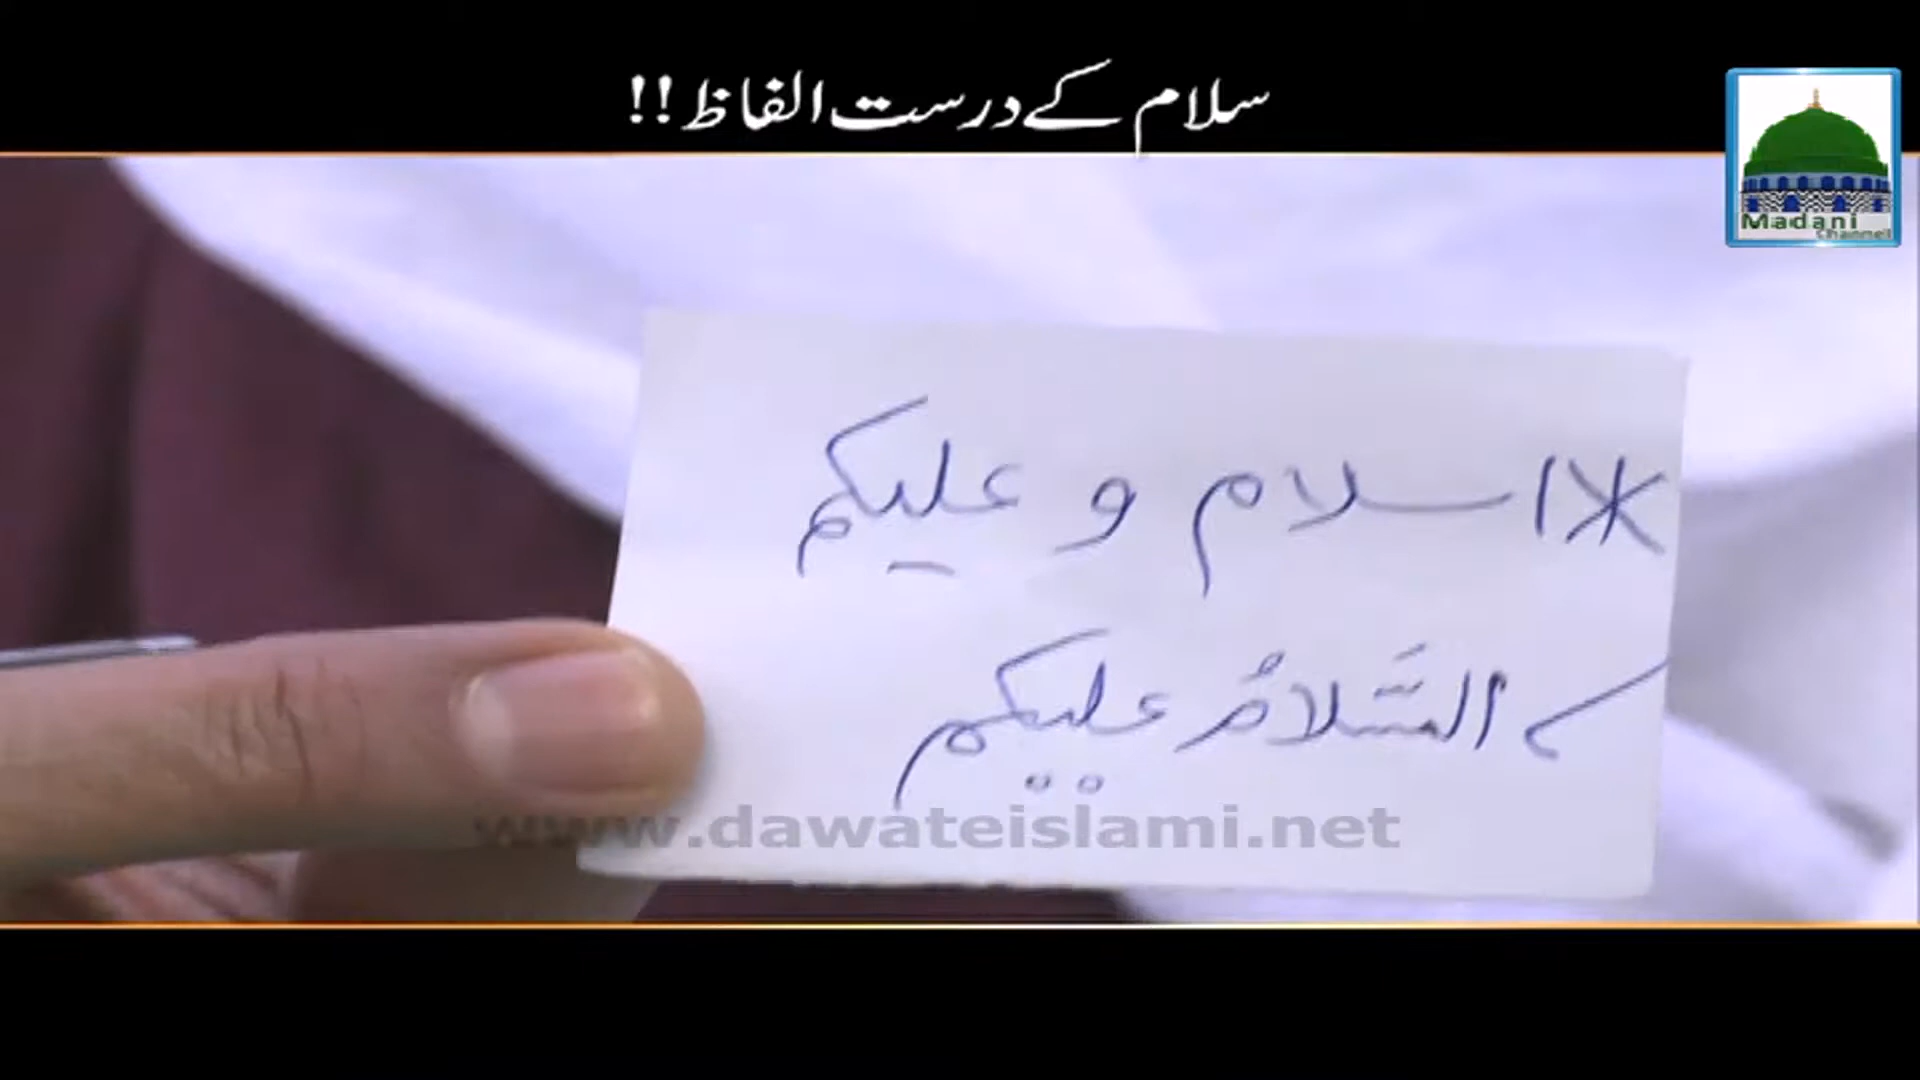 سلام کے درست الفاظ!!
Madani
Channel
اسلام و علیکم
السَّلامُ علیکم
www.dawateislami.net